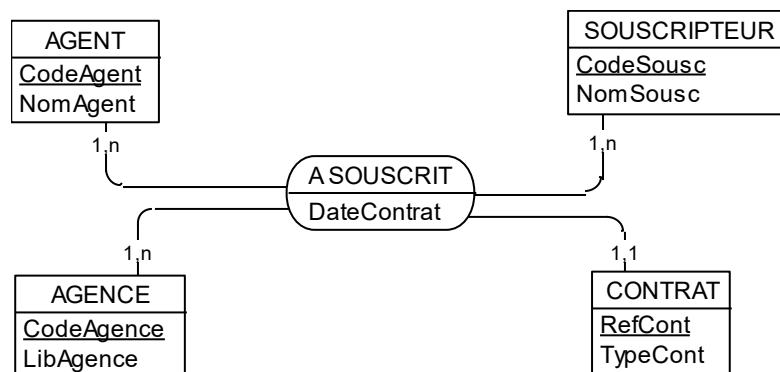 AGENT
CodeAgent
NomAgent
SOUSCRIPTEUR
CodeSousc
NomSousc
1,n
1,n
A SOUSCRIT
DateContrat
1,n
1,1
AGENCE
CodeAgence
LibAgence
CONTRAT
RefCont
TypeCont